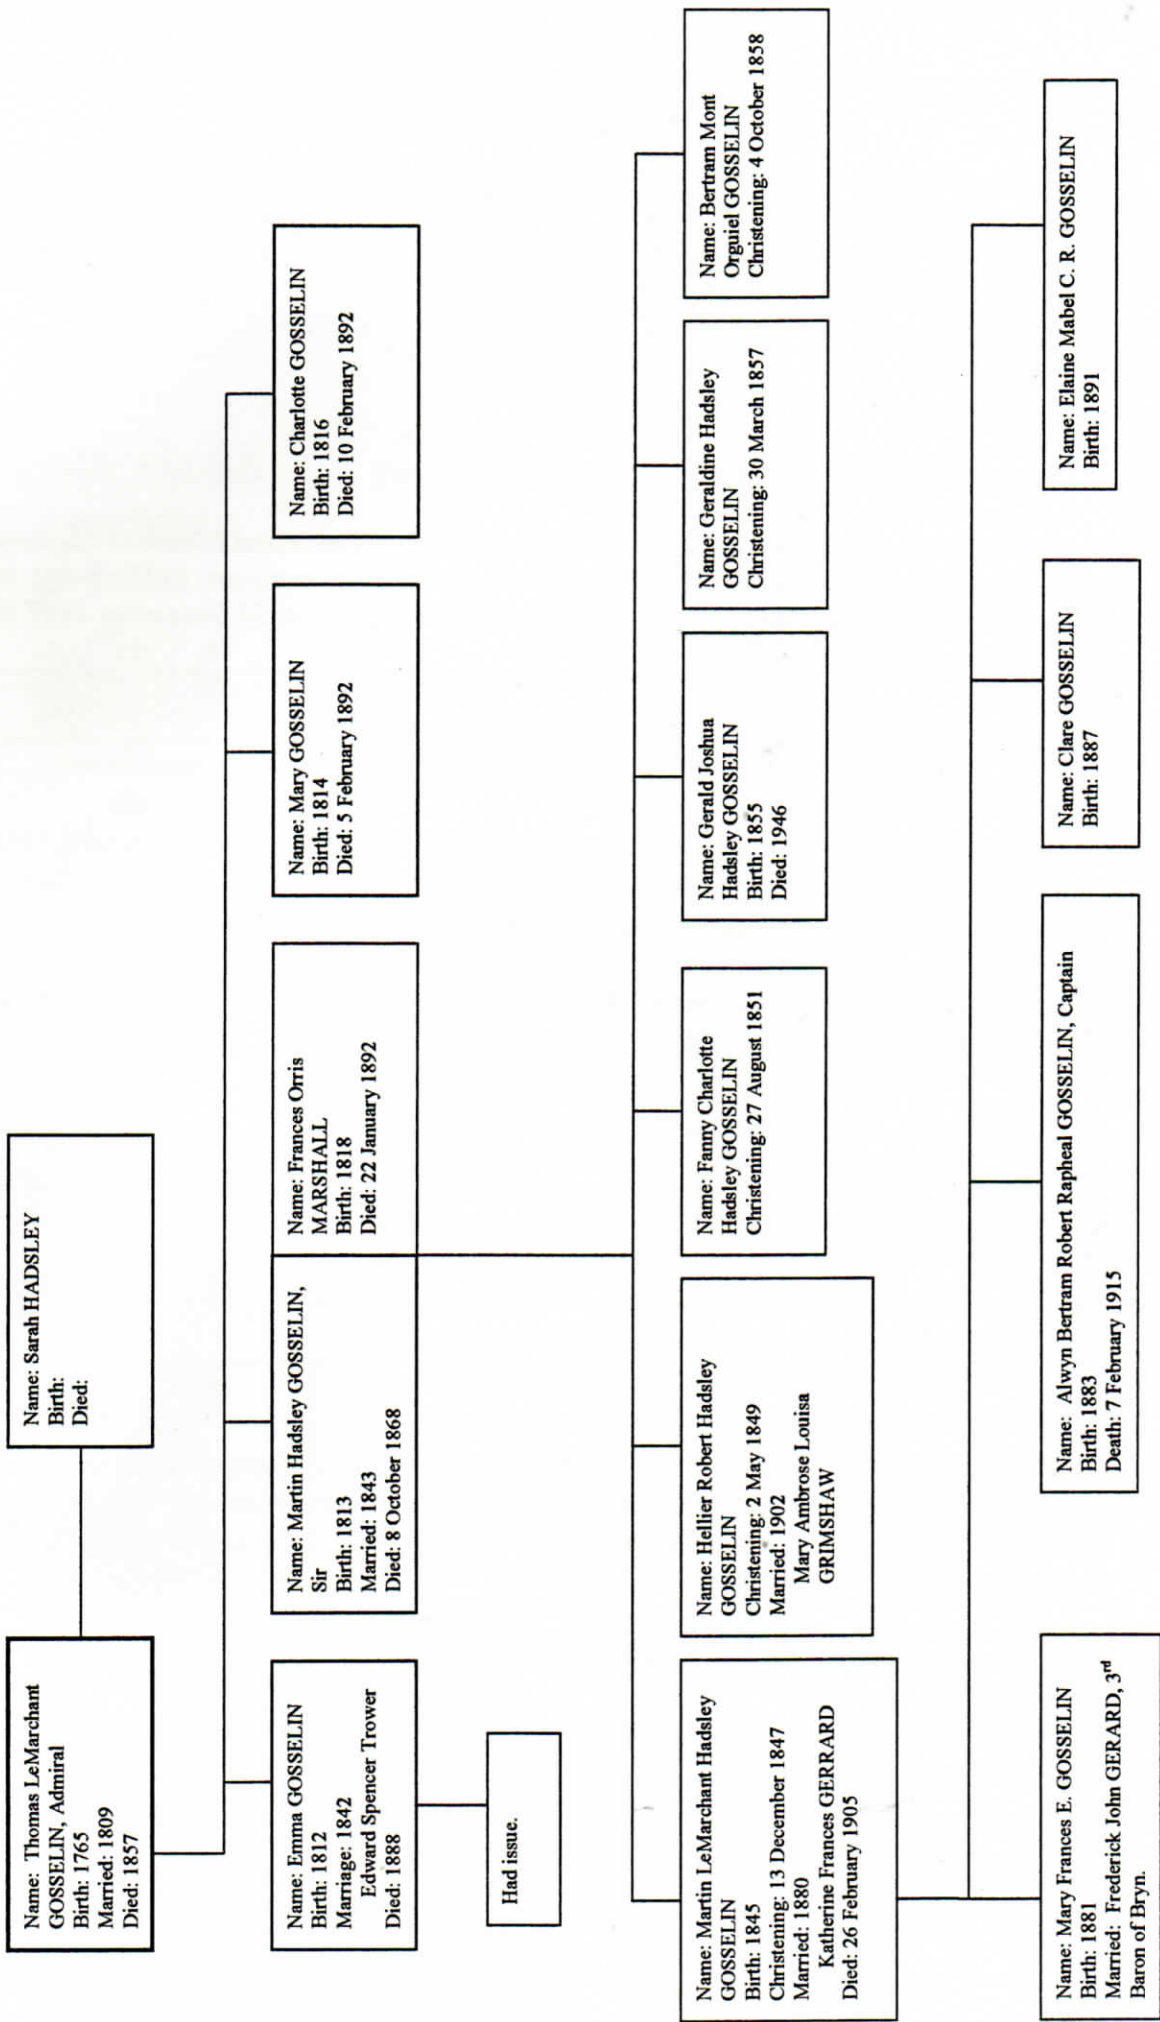 Name: Thomas LeMarchant
GOSSELIN, Admiral
Birth: 1765
Married: 1809
Died: 1857
Name: Sarah HADSLEY
Birth:
Died:
Name: Emma GOSSELIN
Birth: 1812
Marriage: 1842
Edward Spencer Trower
Died: 1888
Name: Martin Hadsley GOSSELIN,
Sir
Birth: 1813
Married: 1843
Died: 8 October 1868
Name: Frances Orris
MARSHALL
Birth: 1818
Died: 22 January 1892
Name: Mary GOSSELIN
Birth: 1814
Died: 5 February 1892
Name: Charlotte GOSSELIN
Birth: 1816
Died: 10 February 1892
Had issue.
Name: Martin LeMarchant Hadsley
GOSSELIN
Birth: 1845
Christening: 13 December 1847
Married: 1880
Katherine Frances GERRARD
Died: 26 February 1905
Name: Hellier Robert Hadsley
GOSSELIN
Christening: 2 May 1849
Married: 1902
Mary Ambrose Louisa
GRIMSHAW
Name: Fanny Charlotte
Hadsley GOSSELIN
Christening: 27 August 1851
Name: Gerald Joshua
Hadsley GOSSELIN
Birth: 1855
Died: 1946
Name: Geraldine Hadsley
GOSSELIN
Christening: 30 March 1857
Name: Bertram Mont
Orguiel GOSSELIN
Christening: 4 October 1858
Name: Mary Frances E. GOSSELIN
Birth: 1881
Married: Frederick John GERARD, 3rd
Baron of Bryn.
Name: Alwyn Bertram Robert Rapheal GOSSELIN, Captain
Birth: 1883
Death: 7 February 1915
Name: Clare GOSSELIN
Birth: 1887
Name: Elaine Mabel C. R. GOSSELIN
Birth: 1891